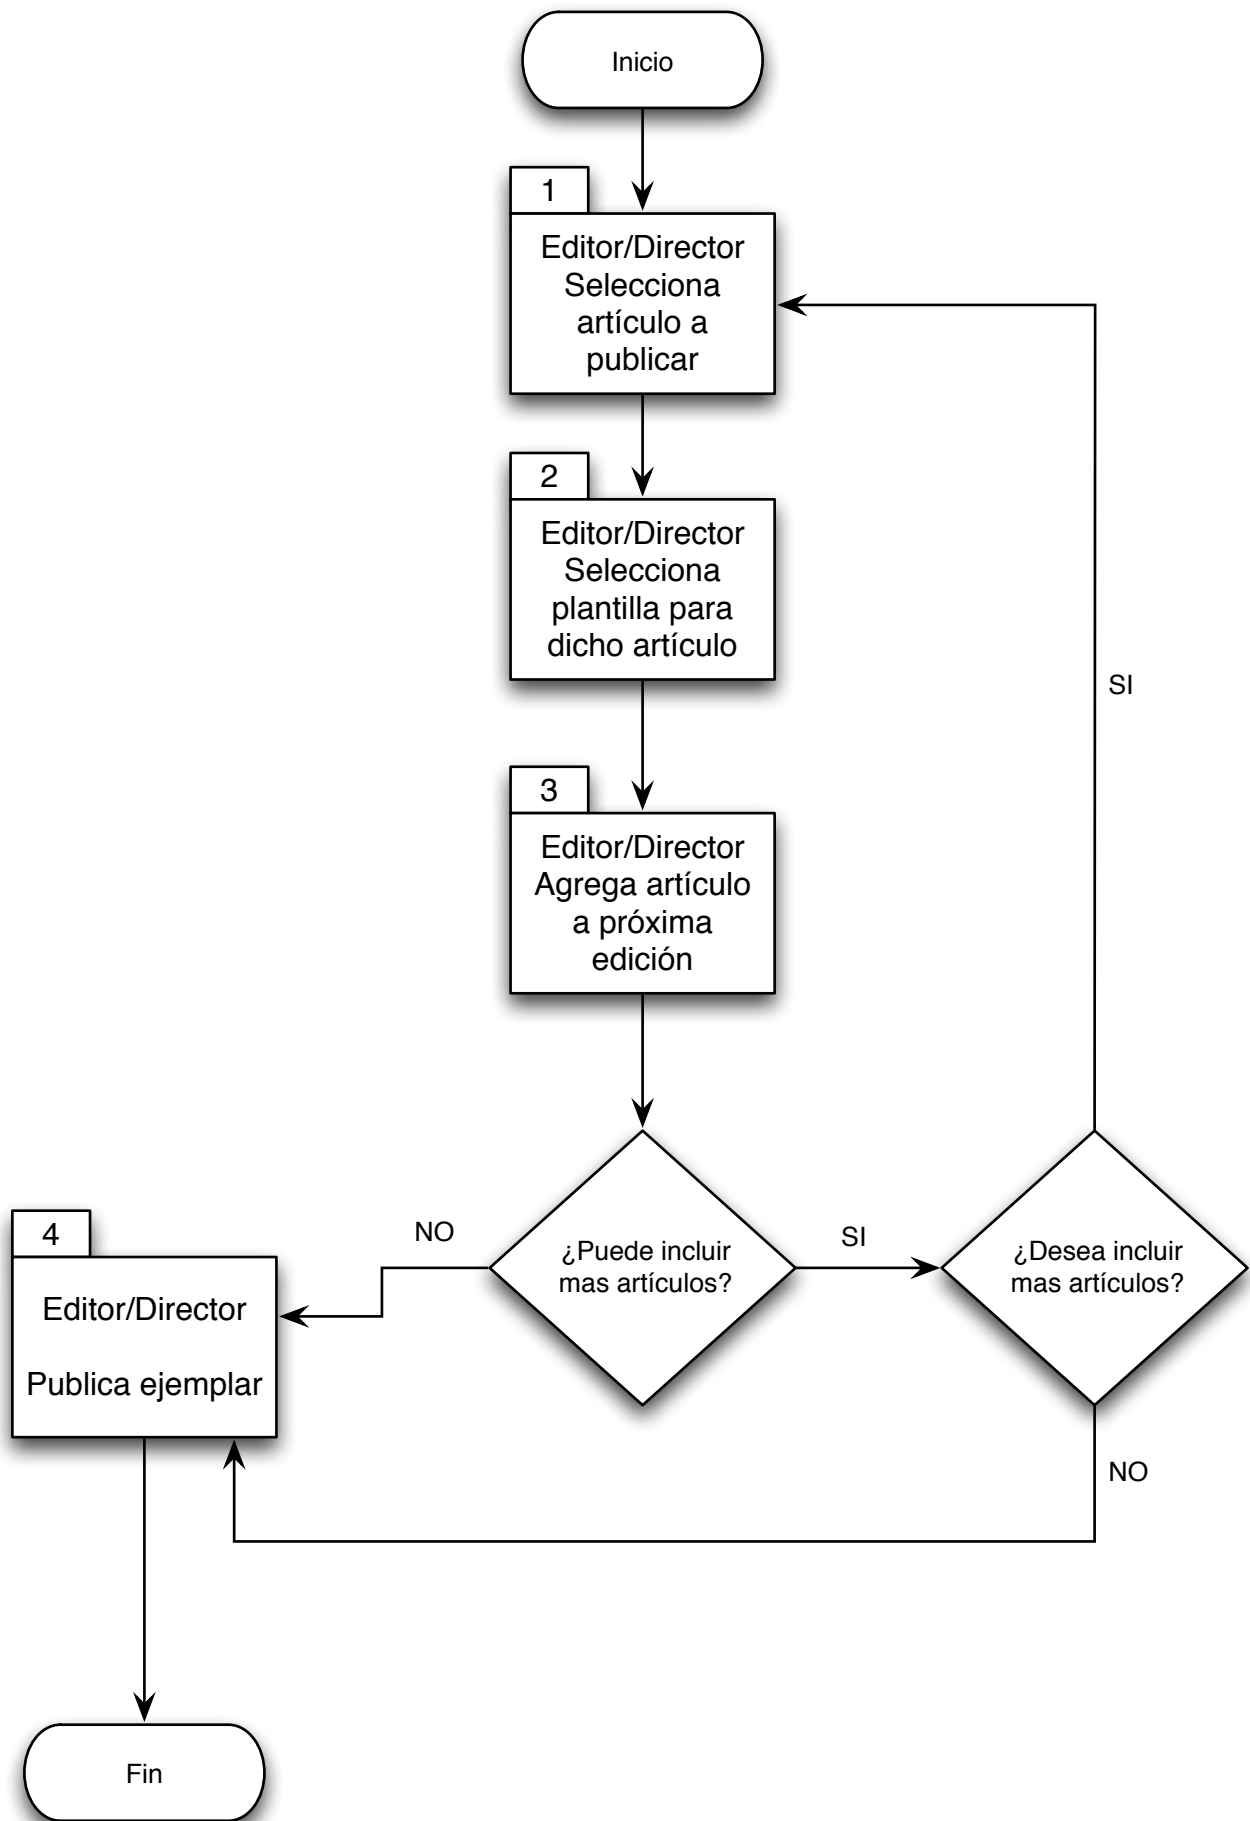 Inicio
1
Editor/Director
Selecciona
artículo a
publicar
2
Editor/Director
Selecciona
plantilla para
dicho artículo
SI
3
Editor/Director
Agrega artículo
a próxima
edición
4
Editor/Director
Publica ejemplar
NO
¿Puede incluir
mas artículos?
SI
¿Desea incluir
mas artículos?
NO
Fin